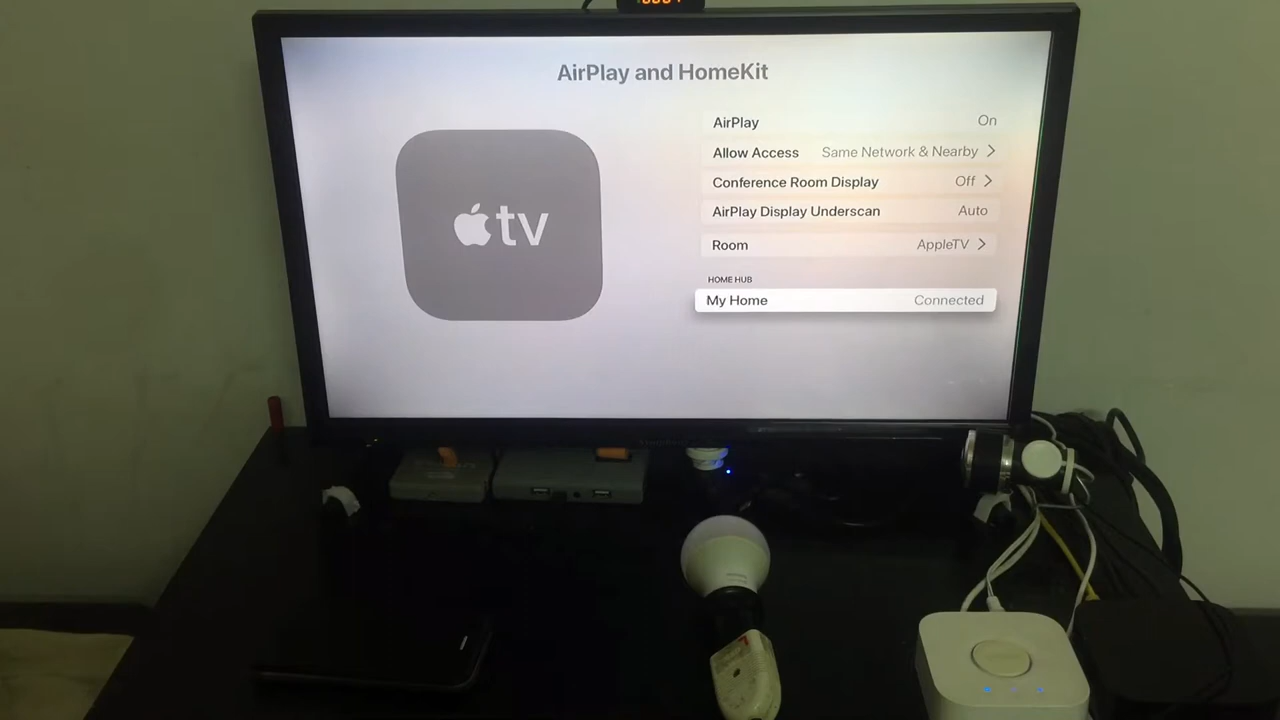 AirPlay and HomeKit
AirPlay On
Allow Access Same Network & Nearby
Conference Room Display Off
AirPlay Display Underscan Auto
tv
Room AppleTV
HOME HUB
My Home Connected